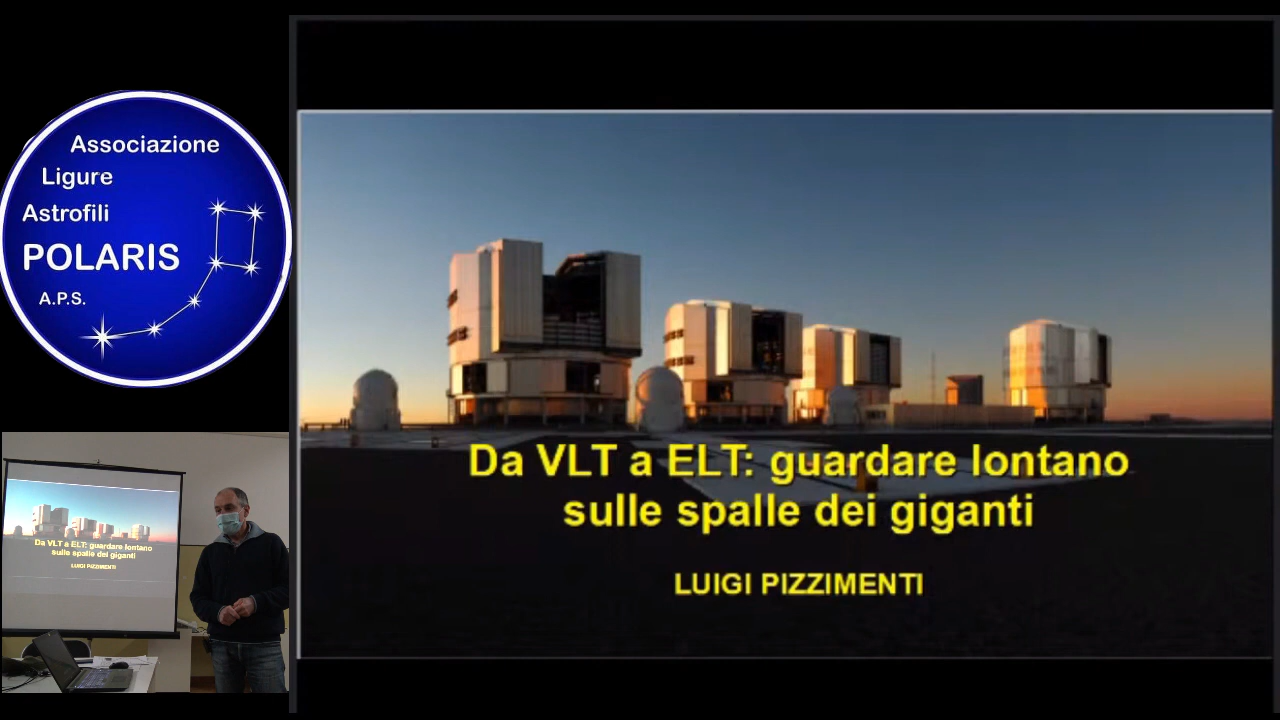 Associazione
Ligure
Astrofili
POLARIS
A.P.S.
Da VLT a ELT: guardare lontano
sulle spalle dei giganti
LUIGI PIZZIMENTI
Da VLT a ELT: guardare lontano
sulle spalle dei giganti
LUIGI PIZZIMENTI